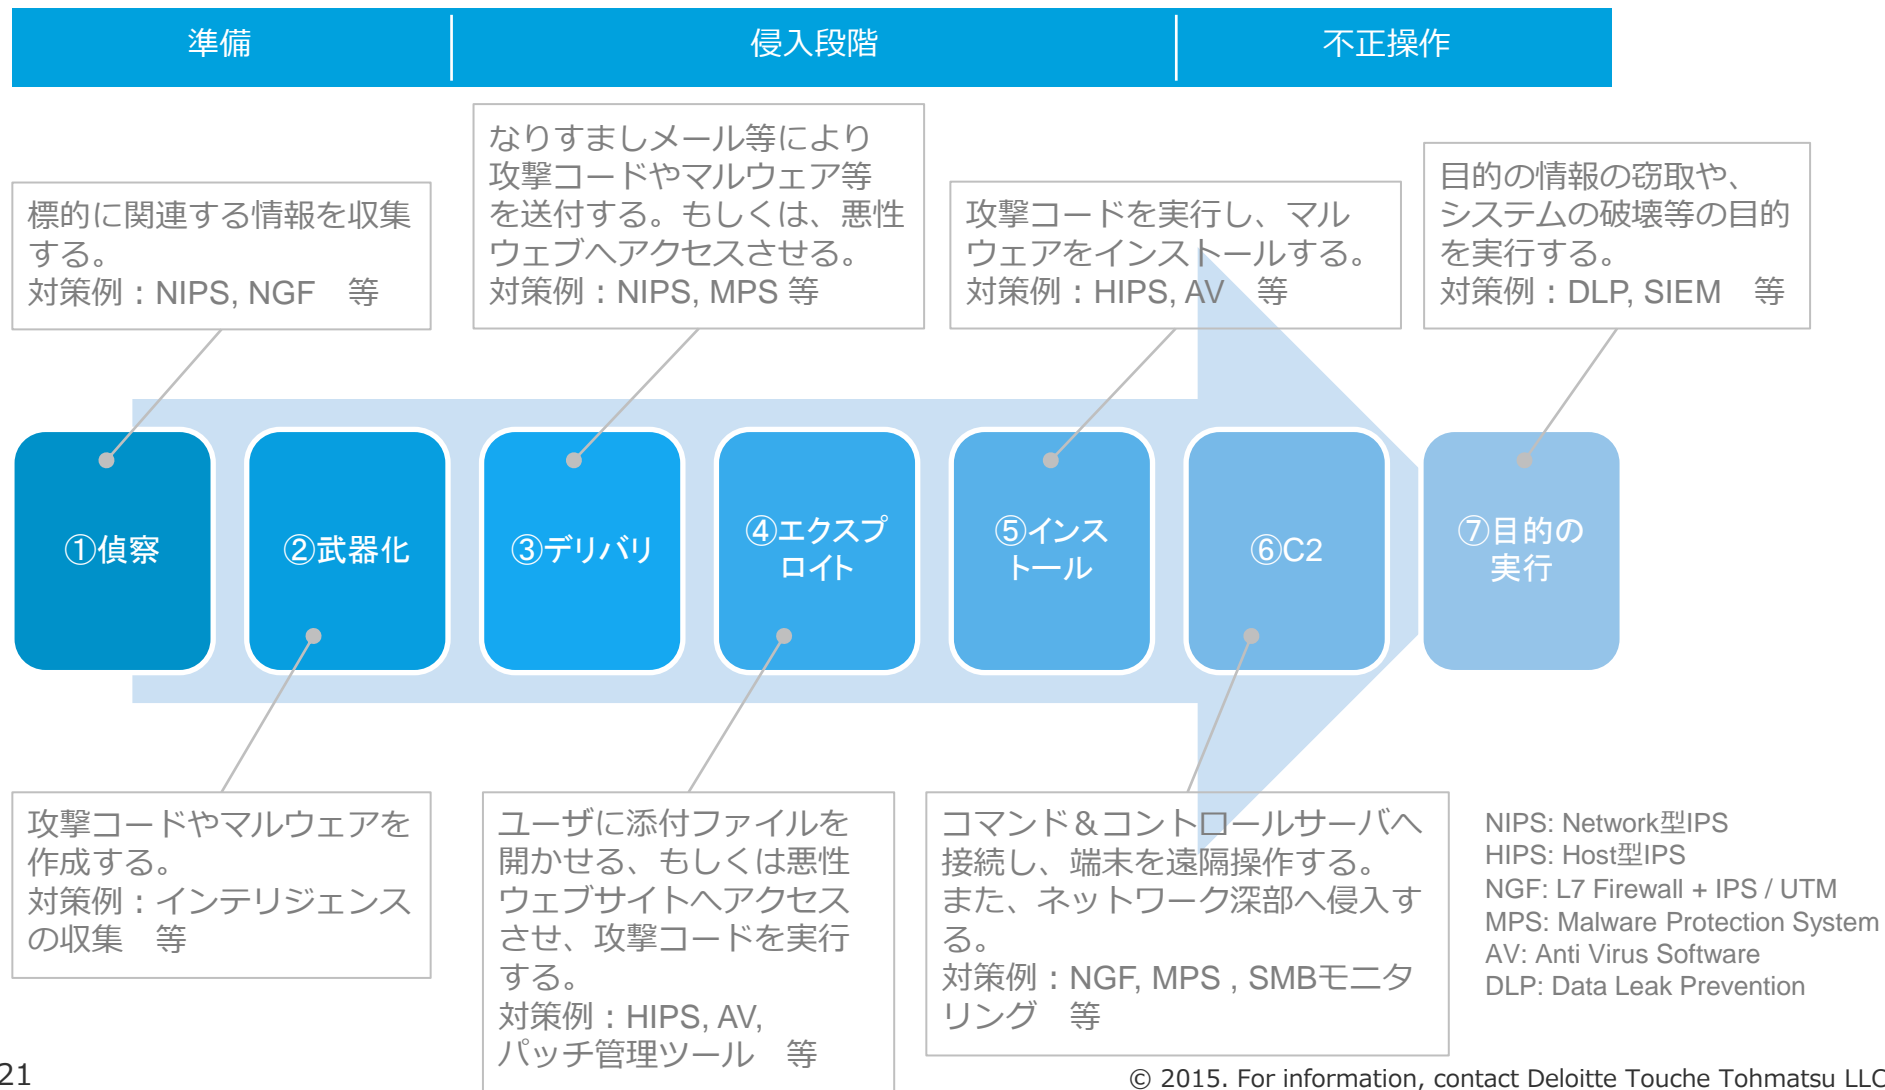 準備
侵入段階
不正操作
標的に関連する情報を収集
する。
対策例：NIPS, NGF　等
なりすましメール等により
攻撃コードやマルウェア等
を送付する。もしくは、悪性
ウェブへアクセスさせる。
対策例：NIPS, MPS 等
攻撃コードを実行し、マル
ウェアをインストールする。
対策例：HIPS, AV　等
目的の情報の窃取や、
システムの破壊等の目的
を実行する。
対策例：DLP, SIEM　等
①偵察
②武器化
③デリバリ
④エクスプ
ロイト
⑤インス
トール
⑥C2
⑦目的の
実行
攻撃コードやマルウェアを
作成する。
対策例：インテリジェンス
の収集　等
ユーザに添付ファイルを
開かせる、もしくは悪性
ウェブサイトへアクセス
させ、攻撃コードを実行
する。
対策例：HIPS, AV,
パッチ管理ツール　等
コマンド＆コントロールサーバへ
接続し、端末を遠隔操作する。
また、ネットワーク深部へ侵入す
る。
対策例：NGF, MPS , SMBモニタ
リング　等
NIPS: Network型IPS
HIPS: Host型IPS
NGF: L7 Firewall + IPS / UTM
MPS: Malware Protection System
AV: Anti Virus Software
DLP: Data Leak Prevention
21
© 2015. For information, contact Deloitte Touche Tohmatsu LLC